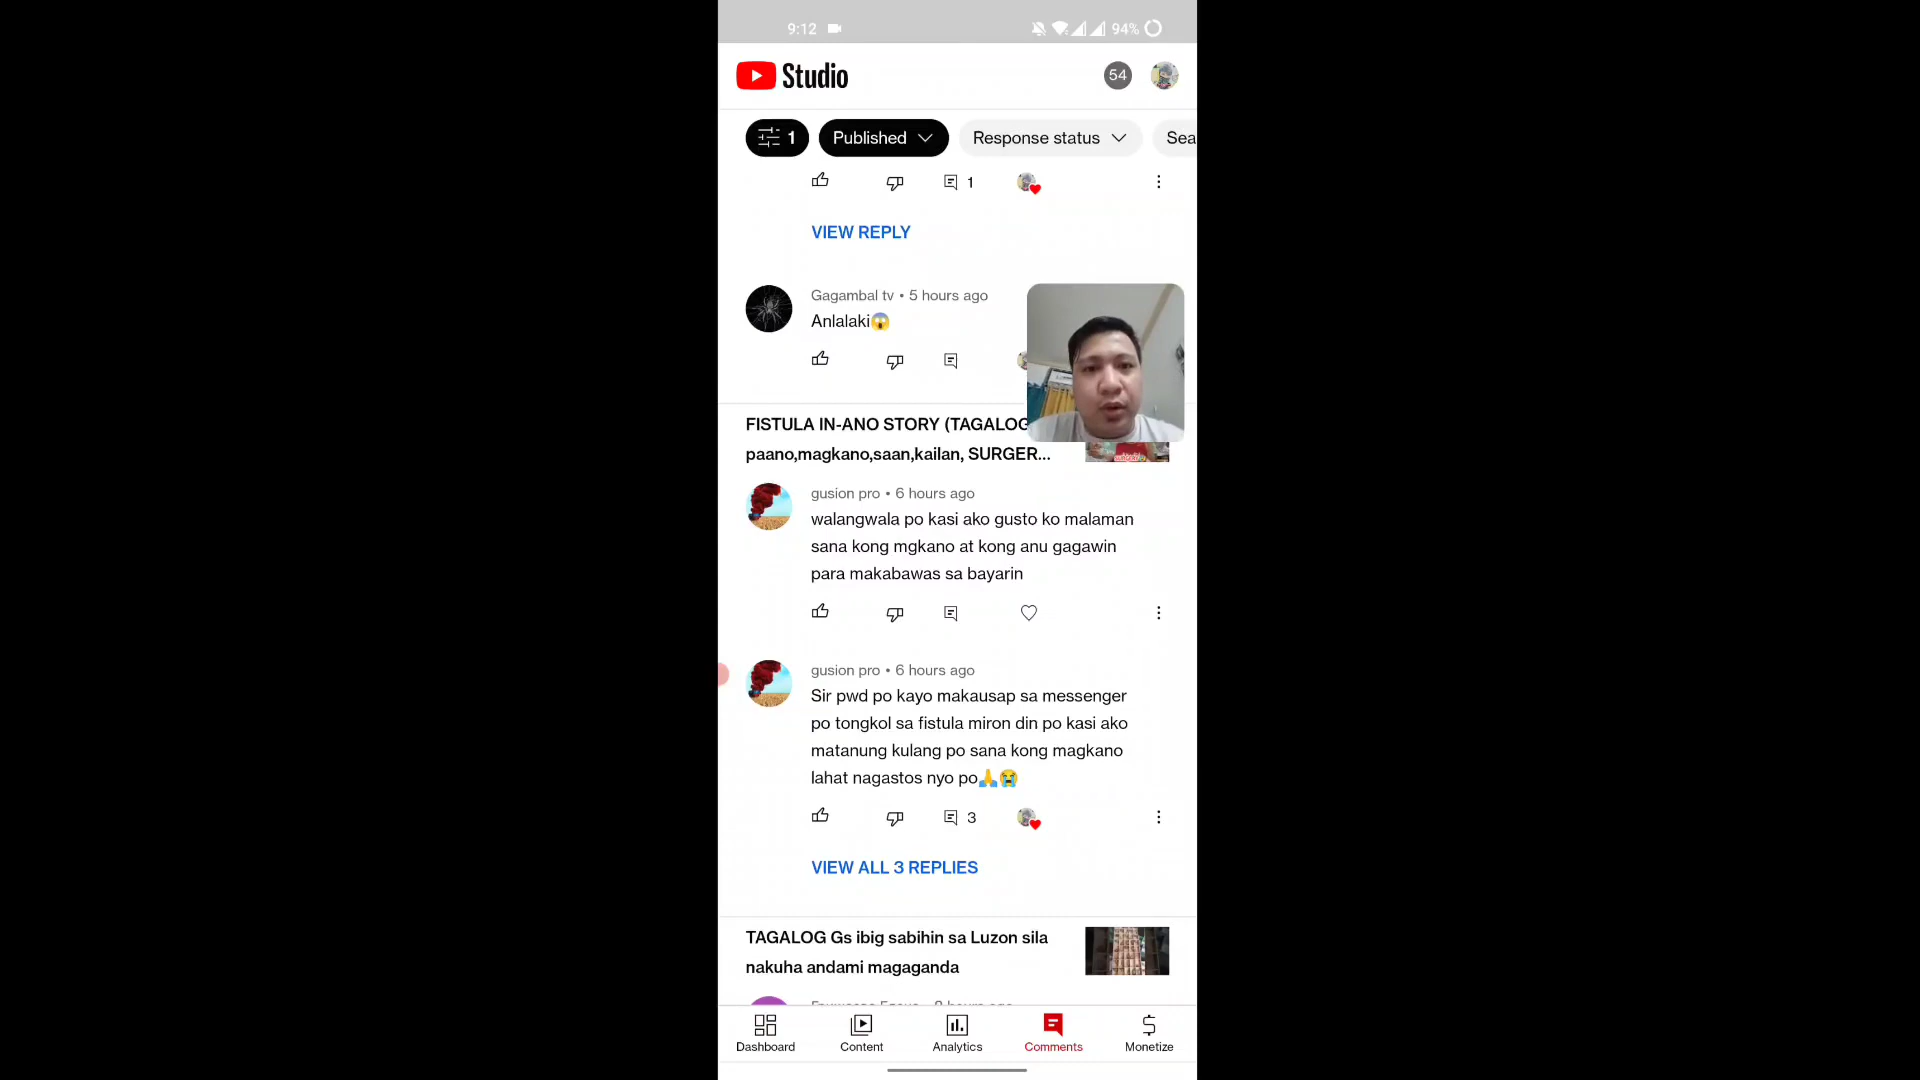 9:12
94%
Studio
54
1
Published
Response status
Sea
1
VIEW REPLY
Gagambal tv • 5 hours ago
Anlalaki😱
FISTULA IN-ANO STORY (TAGALOG
paano,magkano,saan,kailan, SURGER...
gusion pro • 6 hours ago
walangwala po kasi ako gusto ko malaman
sana kong mgkano at kong anu gagawin
para makabawas sa bayarin
gusion pro • 6 hours ago
Sir pwd po kayo makausap sa messenger
po tongkol sa fistula miron din po kasi ako
matanung kulang po sana kong magkano
lahat nagastos nyo po🙏😭
3
VIEW ALL 3 REPLIES
TAGALOG Gs ibig sabihin sa Luzon sila
nakuha andami magaganda
Dashboard
Content
Analytics
Comments
Monetize